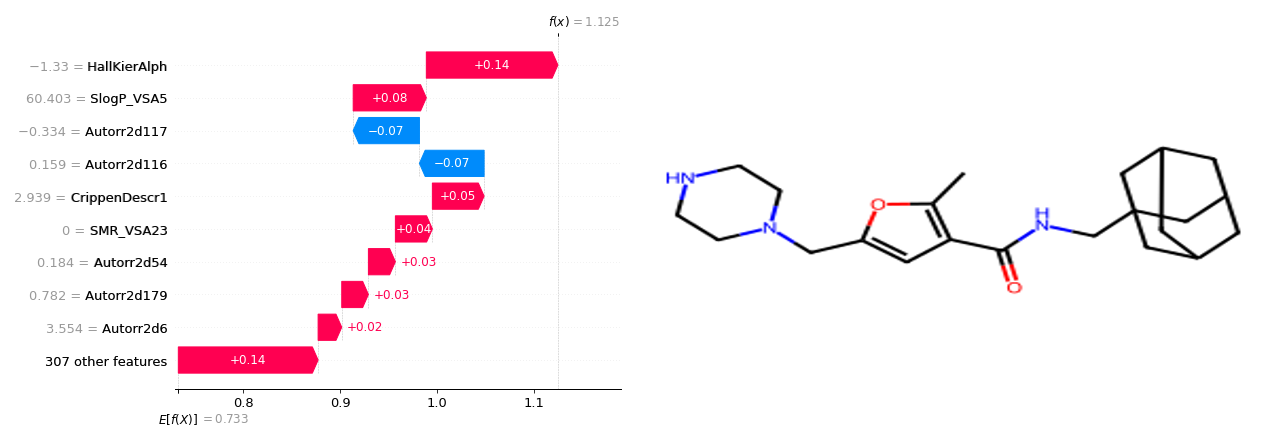 f(x) = 1.125
−1.33 = HallKierAlph
+0.14
60.403 = SlogP_VSA5
+0.08
−0.334 = Autorr2d117
−0.07
0.159 = Autorr2d116
−0.07
2.939 = CrippenDescr1
+0.05
0 = SMR_VSA23
+0.04
0.184 = Autorr2d54
+0.03
0.782 = Autorr2d179
+0.03
3.554 = Autorr2d6
+0.02
307 other features
+0.14
0.8 0.9 1.0 1.1
E[f(X)] = 0.733
HN
N
O
O
H
N